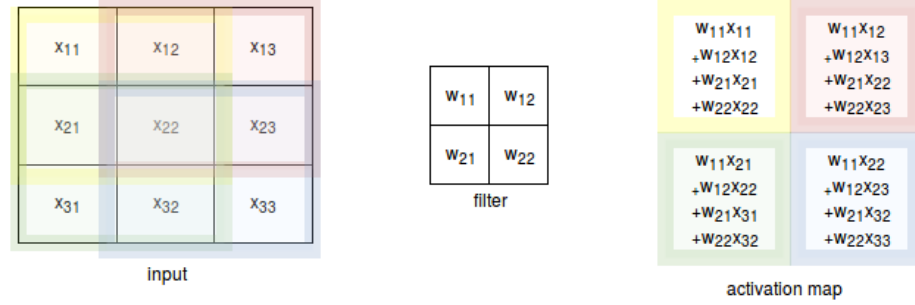 x11 x12 x13
x21 x22 x23
x31 x32 x33
input
w11 w12
w21 w22
filter
w11x11
+w12x12
+w21x21
+w22x22
w11x12
+w12x13
+w21x22
+w22x23
w11x21
+w12x22
+w21x31
+w22x32
w11x22
+w12x23
+w21x32
+w22x33
activation map